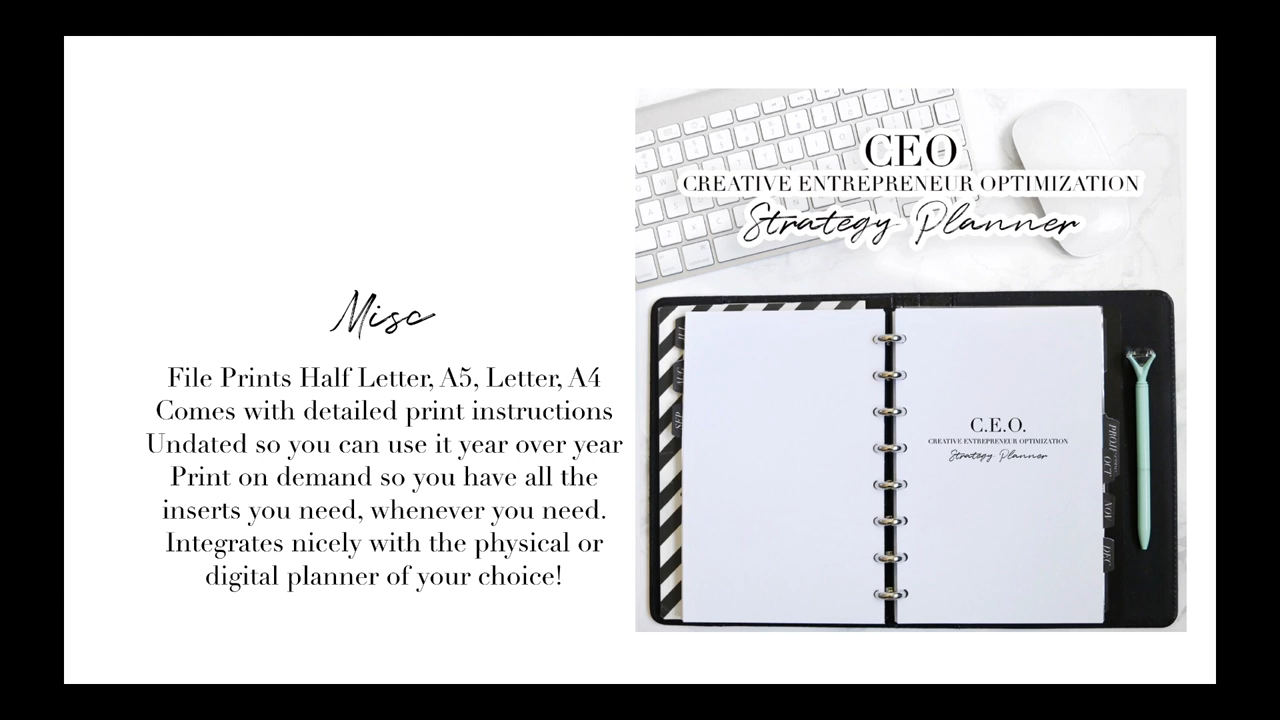 Misc
File Prints Half Letter, A5, Letter, A4
Comes with detailed print instructions
Undated so you can use it year over year
Print on demand so you have all the
inserts you need, whenever you need.
Integrates nicely with the physical or
digital planner of your choice!
CEO
CREATIVE ENTREPRENEUR OPTIMIZATION
Strategy Planner
C.E.O.
CREATIVE ENTREPRENEUR OPTIMIZATION
Strategy Planner
JUL
AUG
SEP
OCT
NOV
DEC